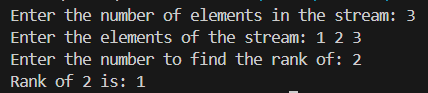 Enter the number of elements in the stream: 3
Enter the elements of the stream: 1 2 3
Enter the number to find the rank of: 2
Rank of 2 is: 1